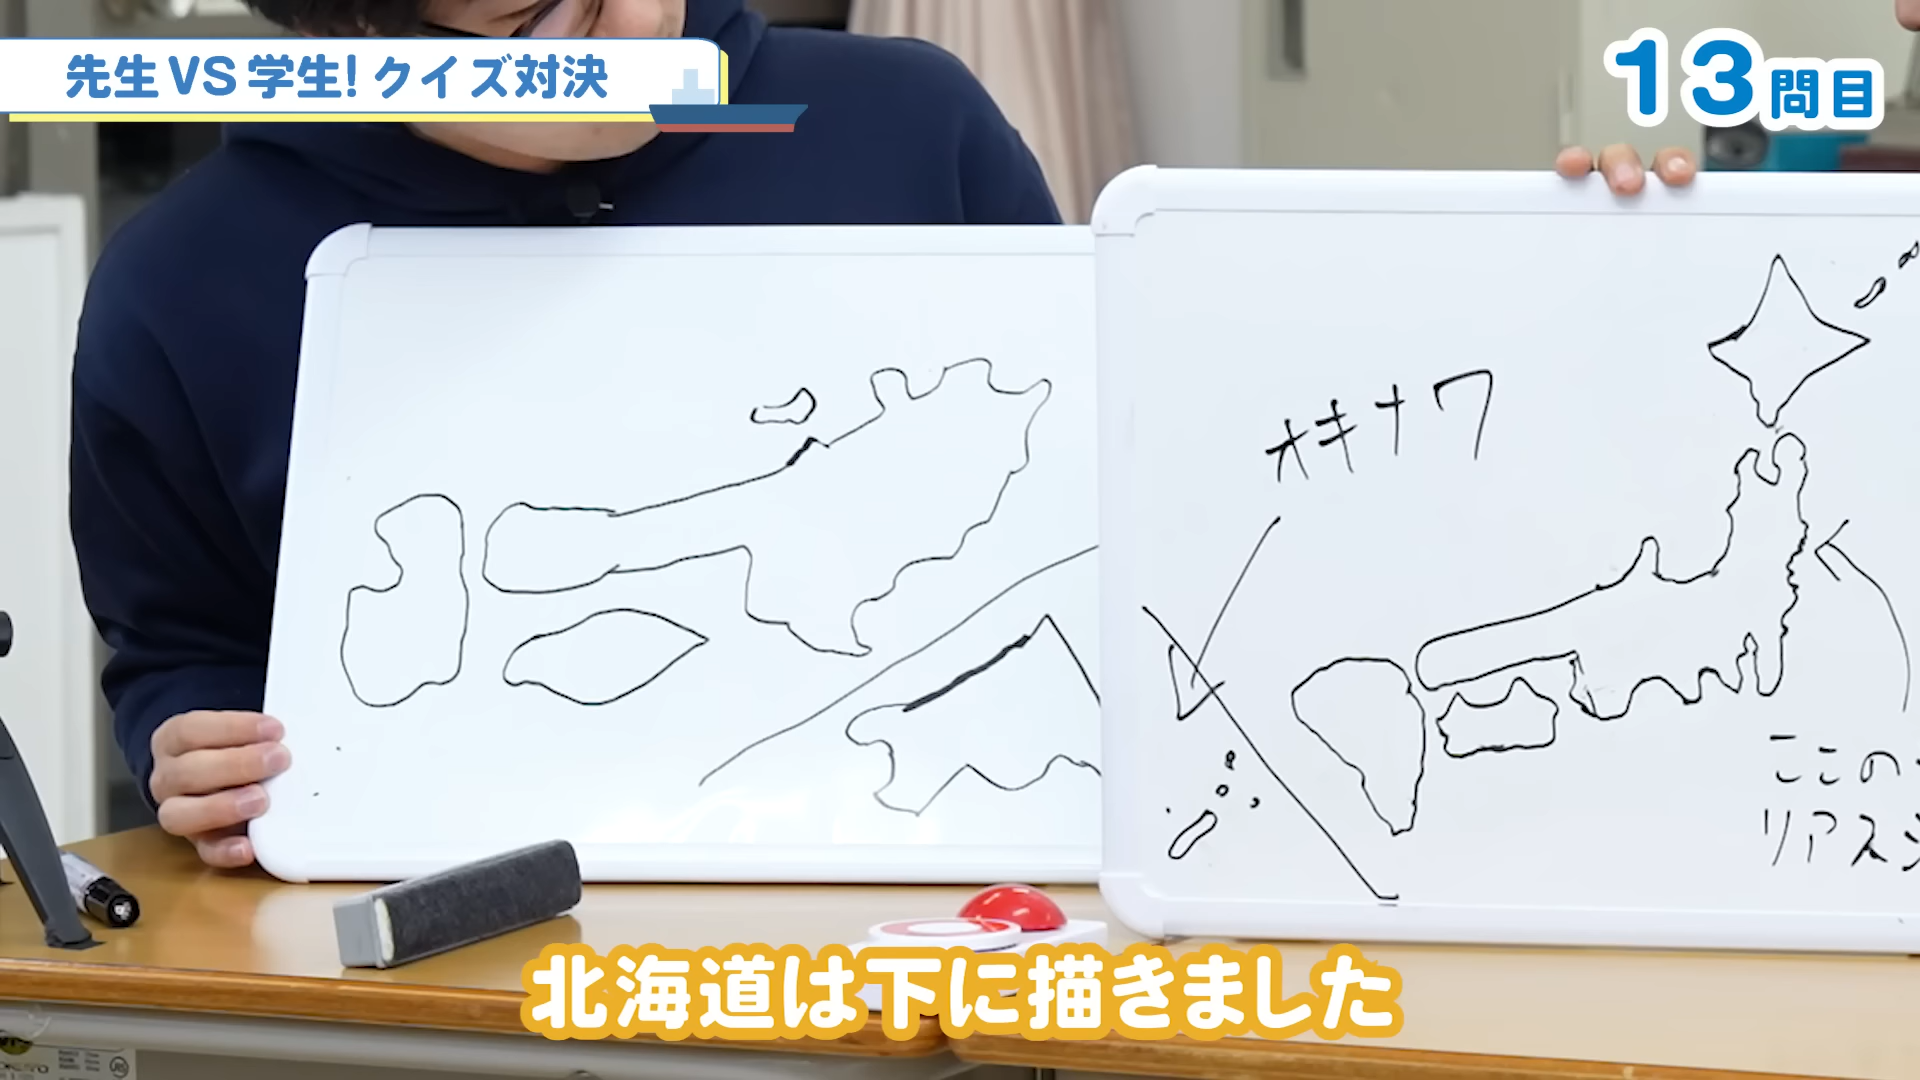 先生VS学生!クイズ対決
13問目
オキナワ
ここの
リアス
北海道は下に描きました